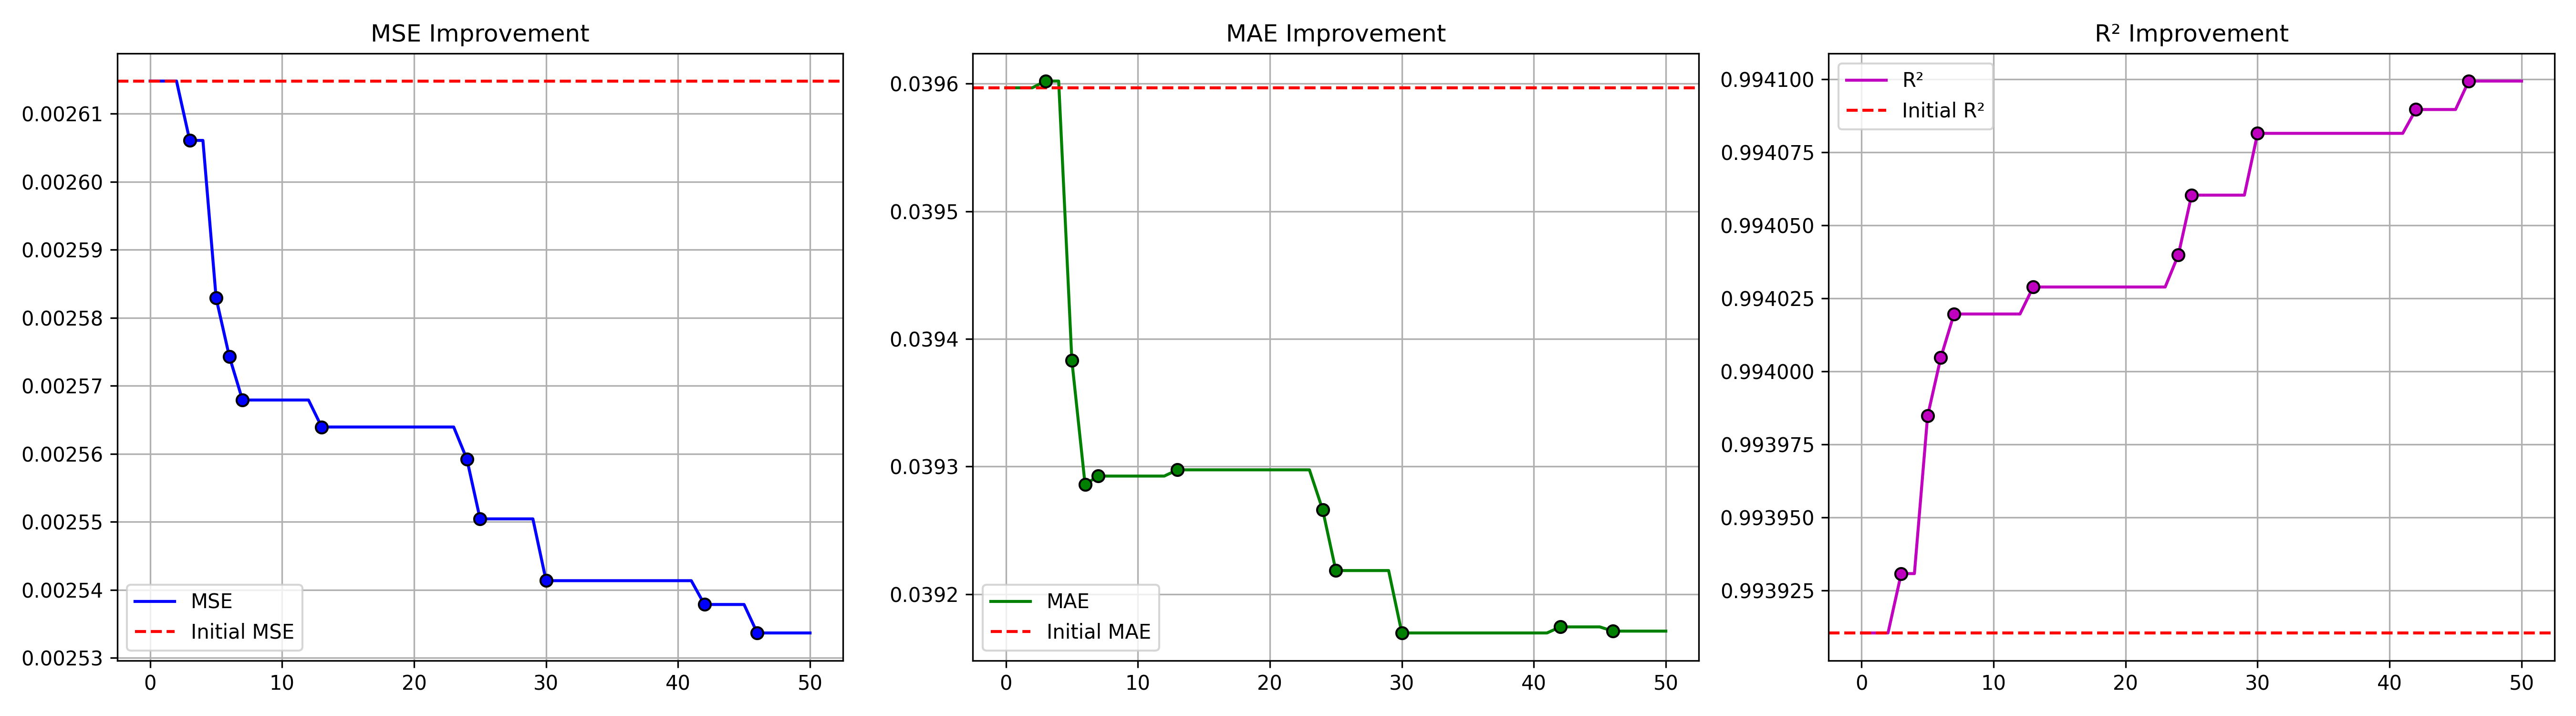 MSE Improvement
0.00261
0.00260
0.00259
0.00258
0.00257
0.00256
0.00255
0.00254
0.00253
MSE
Initial MSE
0 10 20 30 40 50
MAE Improvement
0.0396
0.0395
0.0394
0.0393
0.0392
MAE
Initial MAE
0 10 20 30 40 50
R² Improvement
0.994100
0.994075
0.994050
0.994025
0.994000
0.993975
0.993950
0.993925
R²
Initial R²
0 10 20 30 40 50